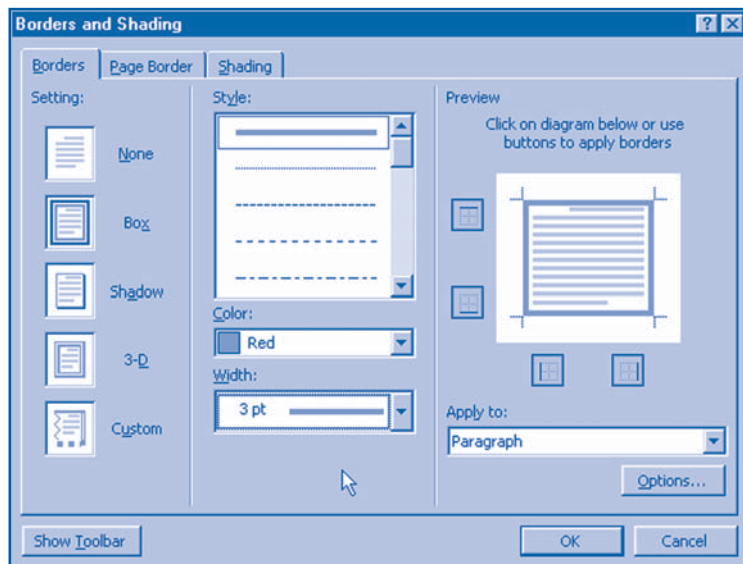 Borders and Shading
Borders
Page Border
Shading
Setting:
None
Box
Shadow
3-D
Custom
Style:
Color:
Red
Width:
3 pt
Preview
Click on diagram below or use
buttons to apply borders
Apply to:
Paragraph
Options...
Show Toolbar
OK
Cancel